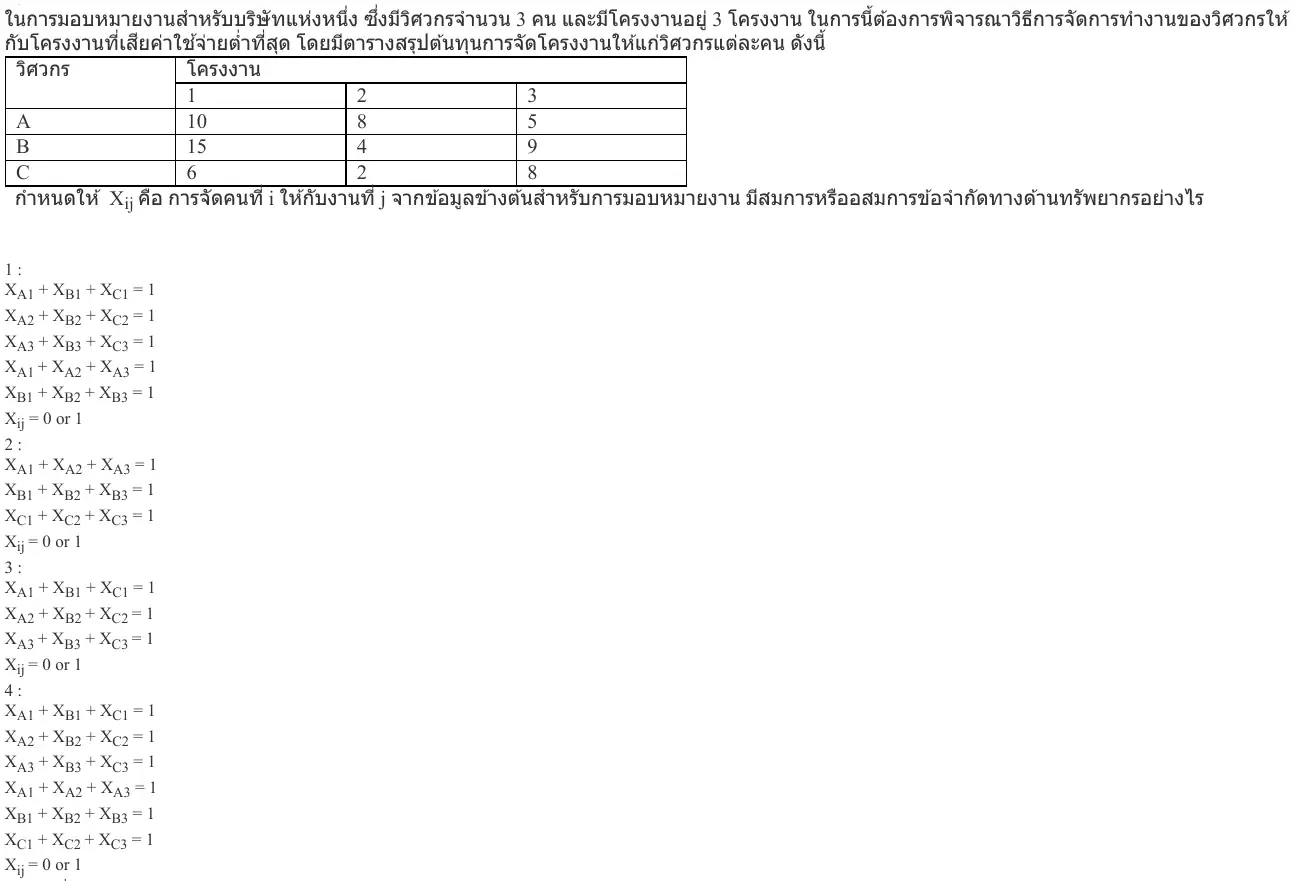 ในการมอบหมายงานสำหรับบริษัทแห่งหนึ่ง ซึ่งมีวิศวกรจำนวน 3 คน และมีโครงงานอยู่ 3 โครงงาน ในการนี้ต้องการพิจารณาวิธีการจัดการทำงานของวิศวกรให้
กับโครงงานที่เสียค่าใช้จ่ายต่ำที่สุด โดยมีตารางสรุปต้นทุนการจัดโครงงานให้แก่วิศวกรแต่ละคน ดังนี้
วิศวกร โครงงาน
1 2 3
A 10 8 5
B 15 4 9
C 6 2 8
กำหนดให้ Xij คือ การจัดคนที่ i ให้กับงานที่ j จากข้อมูลข้างต้นสำหรับการมอบหมายงาน มีสมการหรืออสมการข้อจำกัดทางด้านทรัพยากรอย่างไร
1 :
XA1 + XB1 + XC1 = 1
XA2 + XB2 + XC2 = 1
XA3 + XB3 + XC3 = 1
XA1 + XA2 + XA3 = 1
XB1 + XB2 + XB3 = 1
Xij = 0 or 1
2 :
XA1 + XA2 + XA3 = 1
XB1 + XB2 + XB3 = 1
XC1 + XC2 + XC3 = 1
Xij = 0 or 1
3 :
XA1 + XB1 + XC1 = 1
XA2 + XB2 + XC2 = 1
XA3 + XB3 + XC3 = 1
Xij = 0 or 1
4 :
XA1 + XB1 + XC1 = 1
XA2 + XB2 + XC2 = 1
XA3 + XB3 + XC3 = 1
XA1 + XA2 + XA3 = 1
XB1 + XB2 + XB3 = 1
XC1 + XC2 + XC3 = 1
Xij = 0 or 1